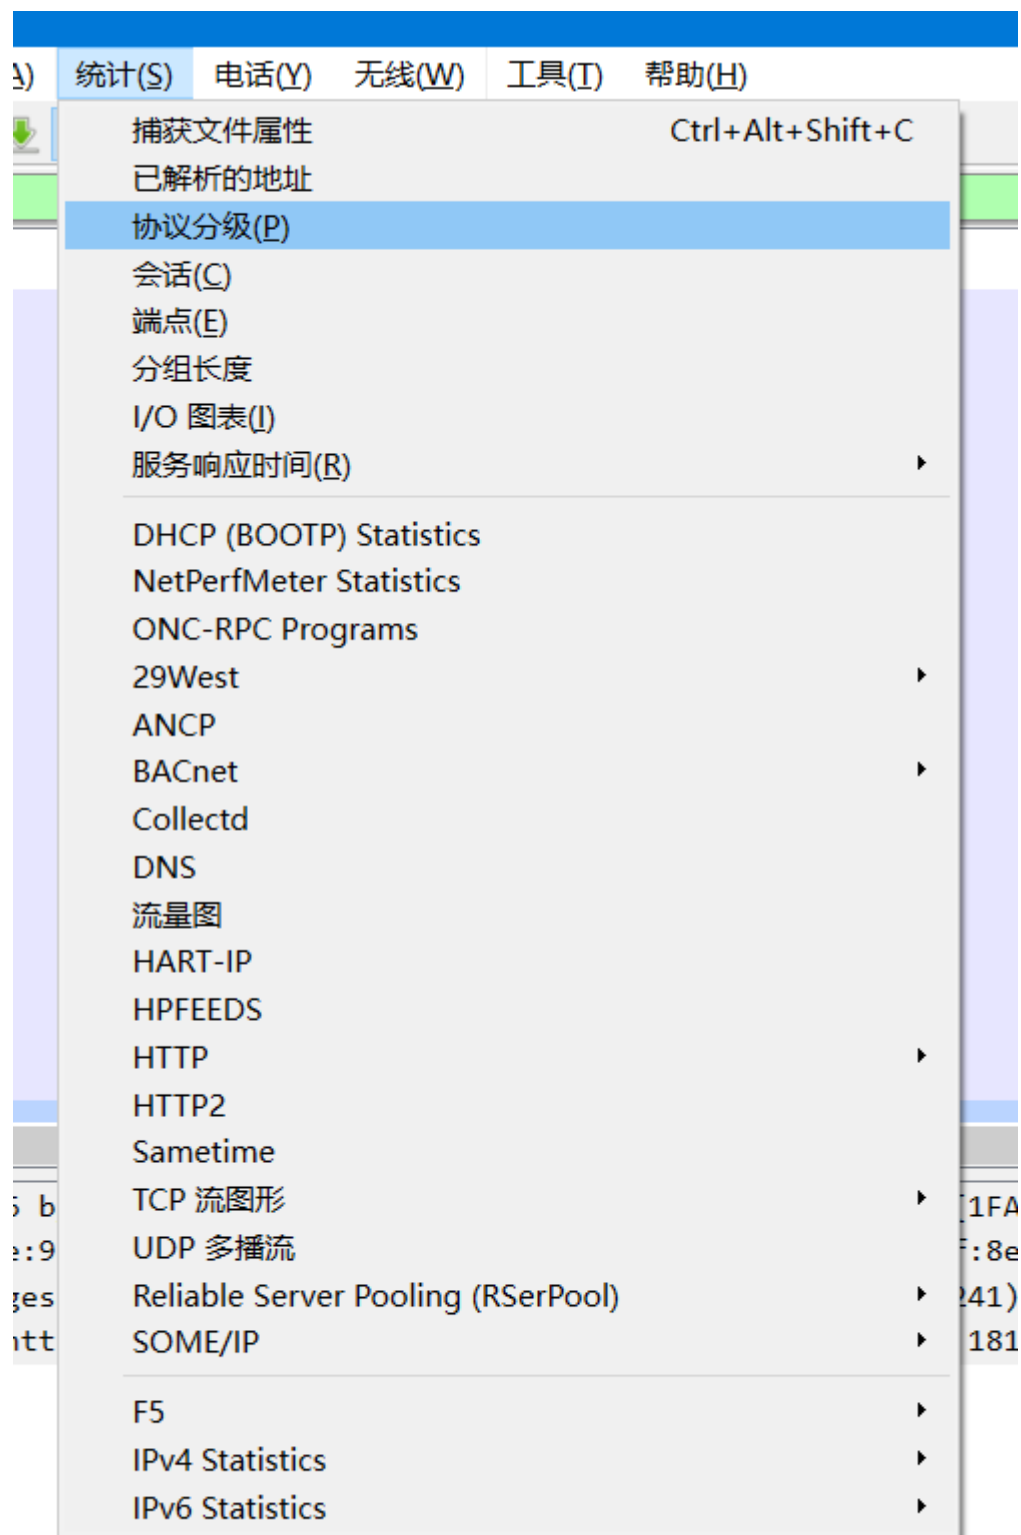 统计(S) 电话(Y) 无线(W) 工具(T) 帮助(H)
捕获文件属性 Ctrl+Alt+Shift+C
已解析的地址
协议分级(P)
会话(C)
端点(E)
分组长度
I/O 图表(I)
服务响应时间(R)
DHCP (BOOTP) Statistics
NetPerfMeter Statistics
ONC-RPC Programs
29West
ANCP
BACnet
Collectd
DNS
流量图
HART-IP
HPFEEDS
HTTP
HTTP2
Sametime
TCP 流图形
UDP 多播流
Reliable Server Pooling (RSerPool)
SOME/IP
F5
IPv4 Statistics
IPv6 Statistics